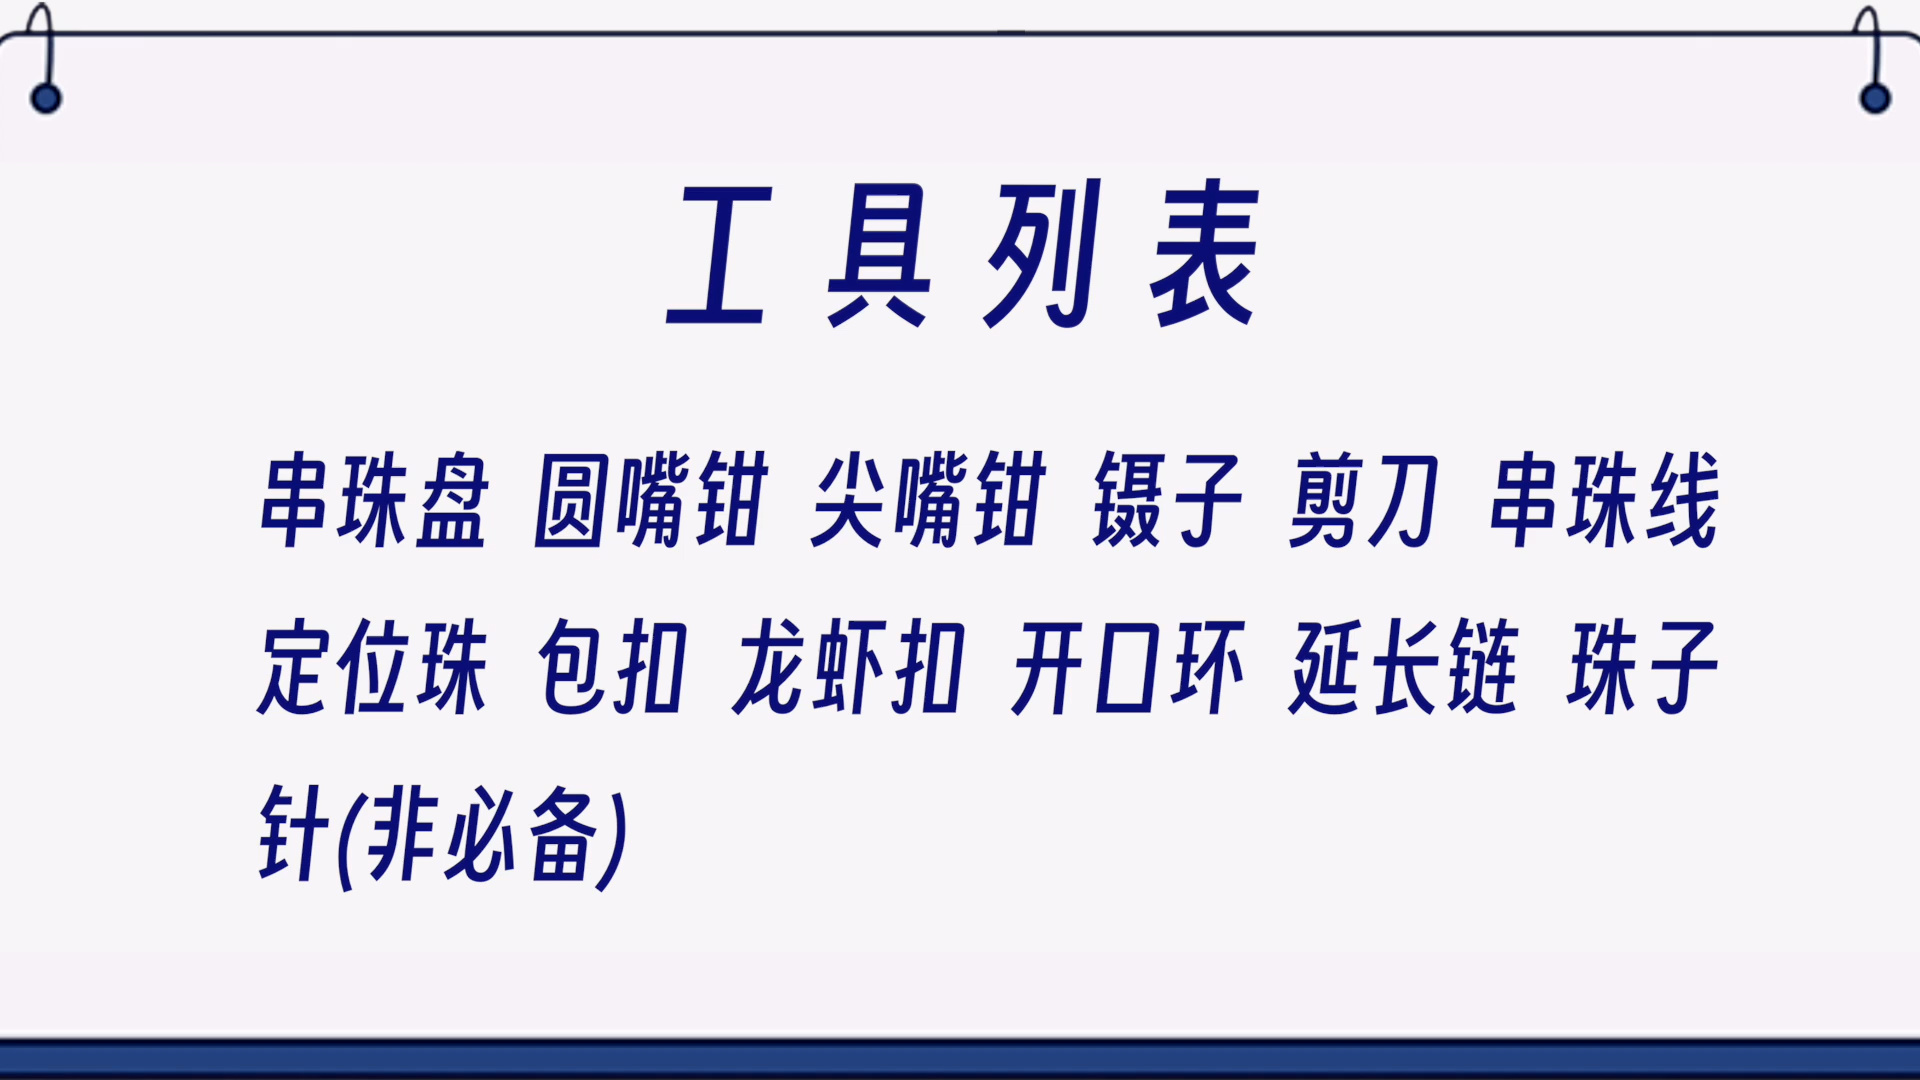 工具列表
串珠盘 圆嘴钳 尖嘴钳 镊子 剪刀 串珠线
定位珠 包扣 龙虾扣 开口环 延长链 珠子
针(非必备)